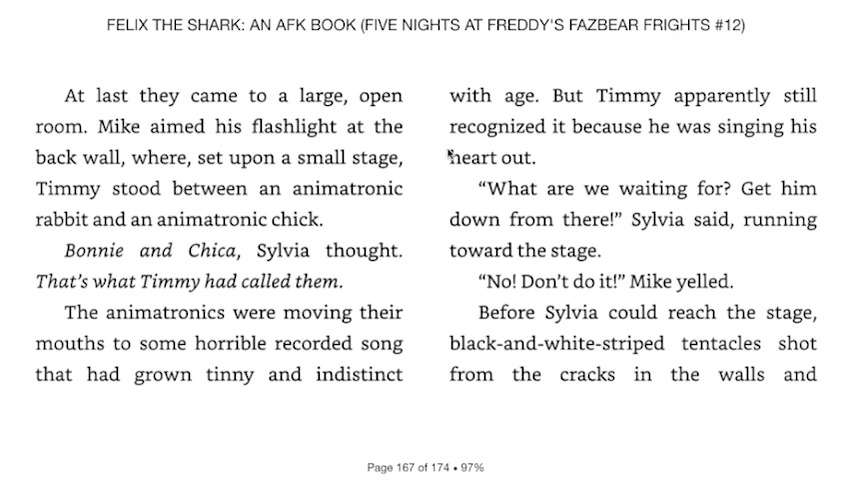 FELIX THE SHARK: AN AFK BOOK (FIVE NIGHTS AT FREDDY'S FAZBEAR FRIGHTS #12)
At last they came to a large, open
room. Mike aimed his flashlight at the
back wall, where, set upon a small stage,
Timmy stood between an animatronic
rabbit and an animatronic chick.
Bonnie and Chica, Sylvia thought.
That's what Timmy had called them.
The animatronics were moving their
mouths to some horrible recorded song
that had grown tinny and indistinct
with age. But Timmy apparently still
recognized it because he was singing his
heart out.
“What are we waiting for? Get him
down from there!” Sylvia said, running
toward the stage.
“No! Don't do it!” Mike yelled.
Before Sylvia could reach the stage,
black-and-white-striped tentacles shot
from the cracks in the walls and
Page 167 of 174 • 97%